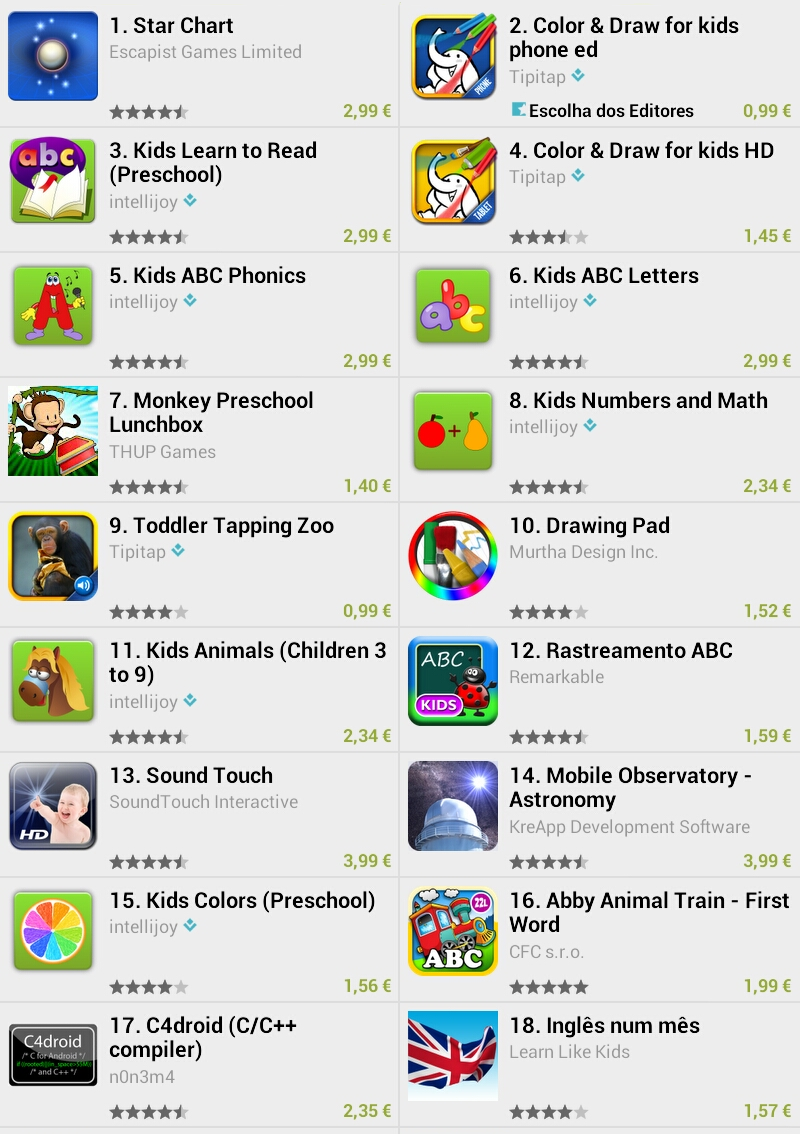 1. Star Chart
Escapist Games Limited
2,99 €
PHONE
2. Color & Draw for kids
phone ed
Tipitap
Escolha dos Editores
0,99 €
abc
3. Kids Learn to Read
(Preschool)
intellijoy
2,99 €
TABLET
4. Color & Draw for kids HD
Tipitap
1,45 €
A
5. Kids ABC Phonics
intellijoy
2,99 €
abc
6. Kids ABC Letters
intellijoy
2,99 €
7. Monkey Preschool
Lunchbox
THUP Games
1,40 €
+
8. Kids Numbers and Math
intellijoy
2,34 €
9. Toddler Tapping Zoo
Tipitap
0,99 €
10. Drawing Pad
Murtha Design Inc.
1,52 €
11. Kids Animals (Children 3
to 9)
intellijoy
2,34 €
ABC
KIDS
12. Rastreamento ABC
Remarkable
1,59 €
HD
13. Sound Touch
SoundTouch Interactive
3,99 €
14. Mobile Observatory -
Astronomy
KreApp Development Software
3,99 €
15. Kids Colors (Preschool)
intellijoy
1,56 €
22L
ABC
16. Abby Animal Train - First
Word
CFC s.r.o.
1,99 €
C4droid
/* C for Android */
/* and C++ */
17. C4droid (C/C++
compiler)
n0n3m4
2,35 €
18. Inglês num mês
Learn Like Kids
1,57 €